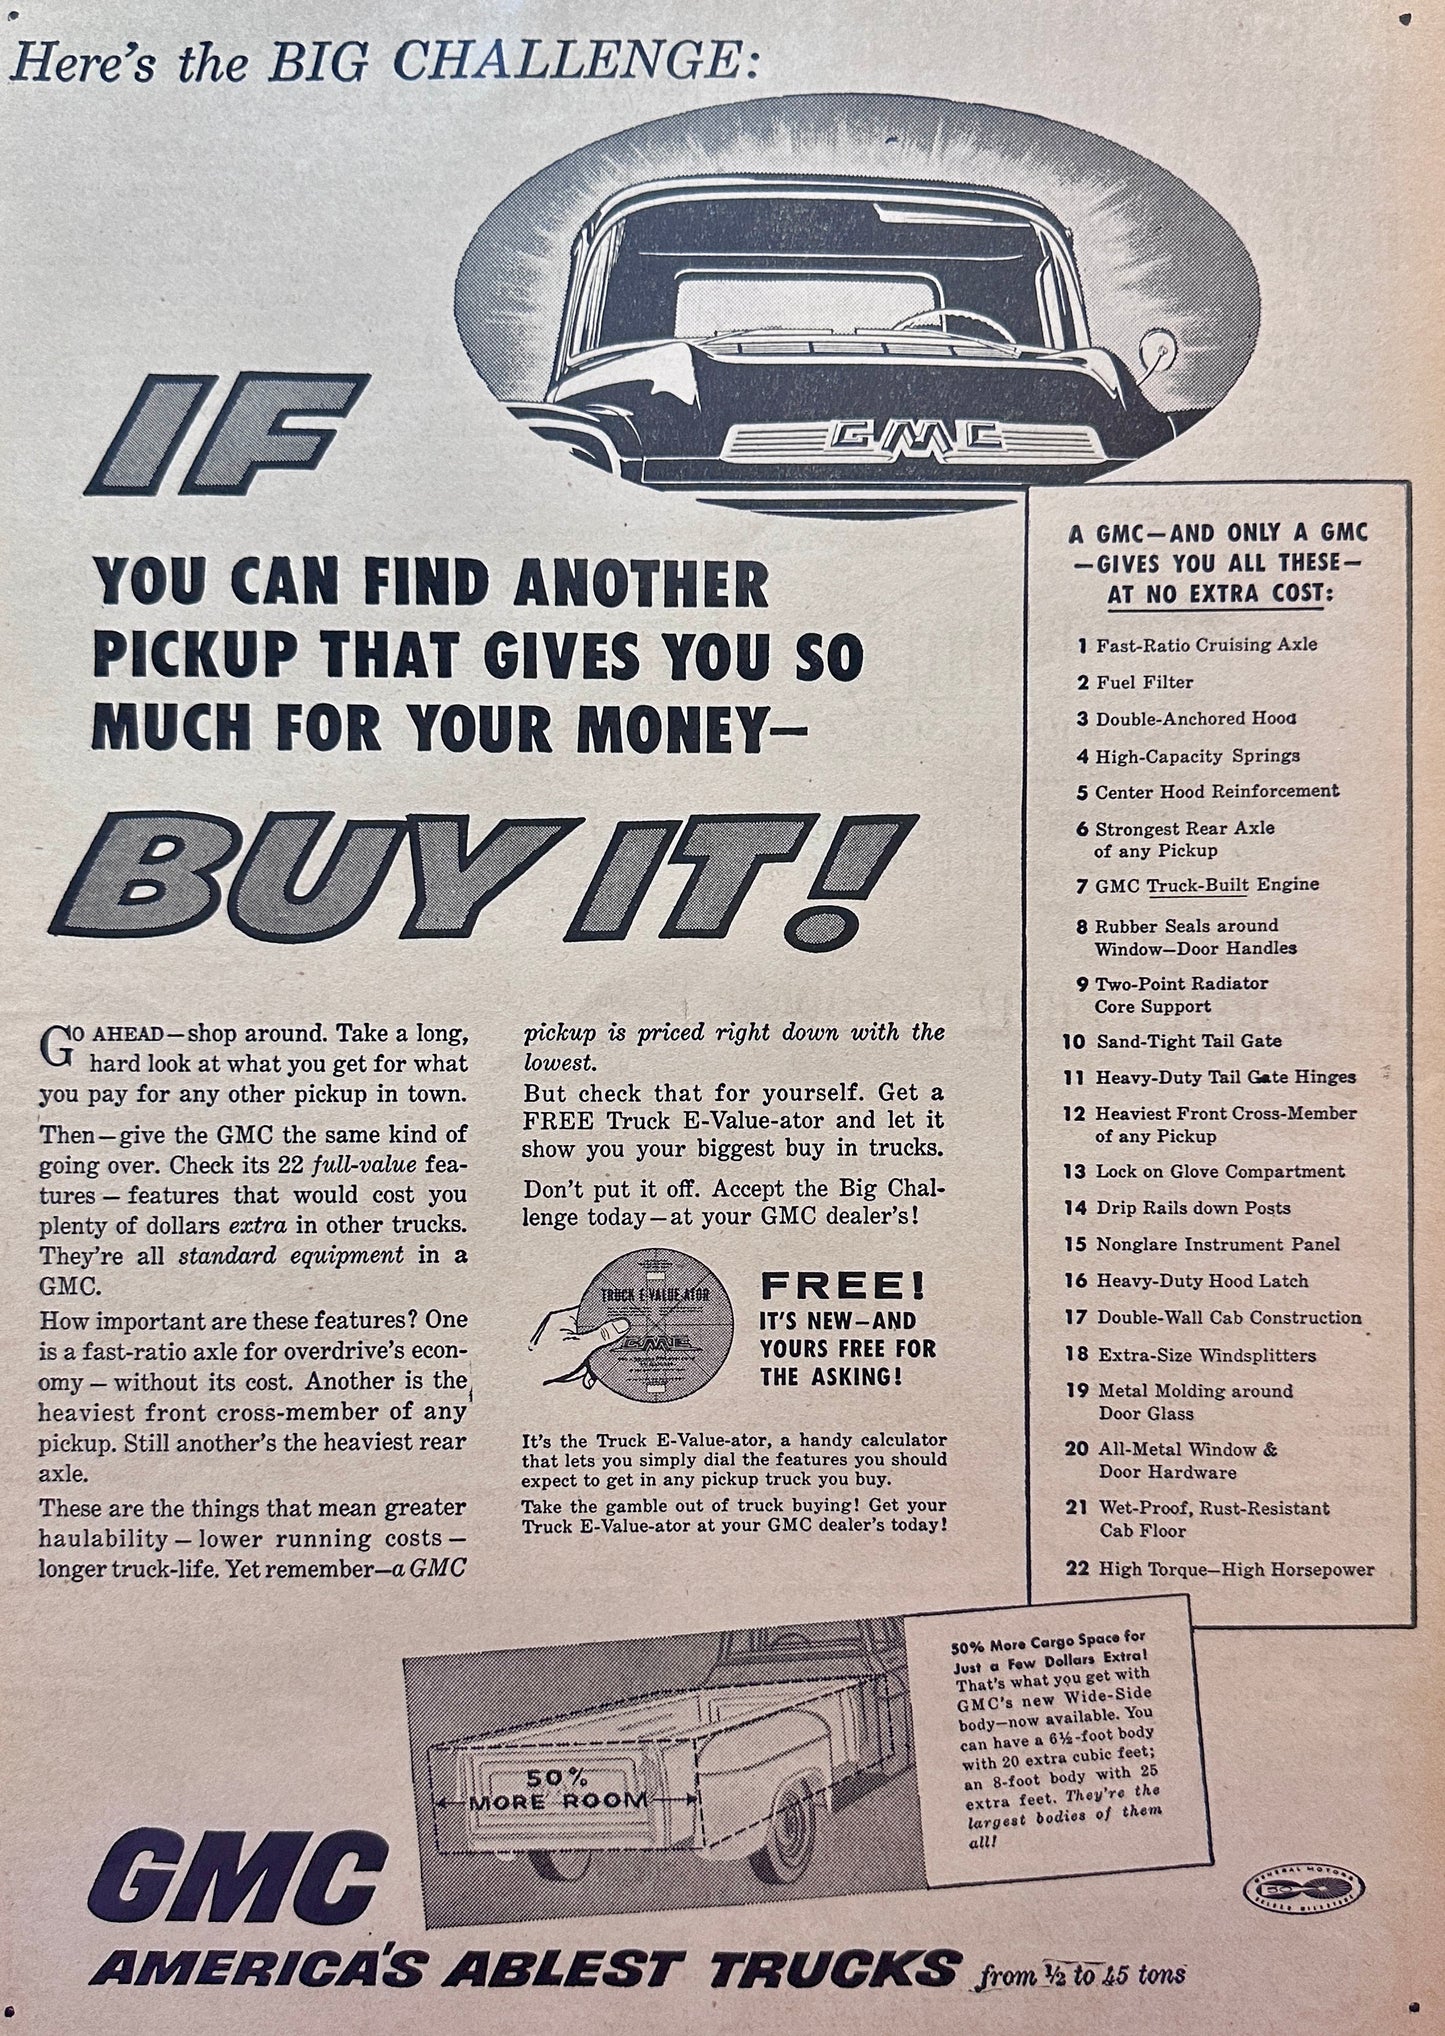 Here's the BIG CHALLENGE:
GMC
IF
YOU CAN FIND ANOTHER
PICKUP THAT GIVES YOU SO
MUCH FOR YOUR MONEY—
BUY IT!
GO AHEAD—shop around. Take a long,
hard look at what you get for what
you pay for any other pickup in town.
Then—give the GMC the same kind of
going over. Check its 22 full-value fea-
tures — features that would cost you
plenty of dollars extra in other trucks.
They're all standard equipment in a
GMC.
How important are these features? One
is a fast-ratio axle for overdrive's econ-
omy — without its cost. Another is the
heaviest front cross-member of any
pickup. Still another's the heaviest rear
axle.
These are the things that mean greater
haulability — lower running costs —
longer truck-life. Yet remember—a GMC
pickup is priced right down with the
lowest.
But check that for yourself. Get a
FREE Truck E-Value-ator and let it
show you your biggest buy in trucks.
Don't put it off. Accept the Big Chal-
lenge today—at your GMC dealer's!
TRUCK E-VALUE-ATOR
GMC
FREE!
IT'S NEW—AND
YOURS FREE FOR
THE ASKING!
It's the Truck E-Value-ator, a handy calculator
that lets you simply dial the features you should
expect to get in any pickup truck you buy.
Take the gamble out of truck buying! Get your
Truck E-Value-ator at your GMC dealer's today!
A GMC—AND ONLY A GMC
—GIVES YOU ALL THESE—
AT NO EXTRA COST:
1 Fast-Ratio Cruising Axle
2 Fuel Filter
3 Double-Anchored Hood
4 High-Capacity Springs
5 Center Hood Reinforcement
6 Strongest Rear Axle
of any Pickup
7 GMC Truck-Built Engine
8 Rubber Seals around
Window—Door Handles
9 Two-Point Radiator
Core Support
10 Sand-Tight Tail Gate
11 Heavy-Duty Tail Gate Hinges
12 Heaviest Front Cross-Member
of any Pickup
13 Lock on Glove Compartment
14 Drip Rails down Posts
15 Nonglare Instrument Panel
16 Heavy-Duty Hood Latch
17 Double-Wall Cab Construction
18 Extra-Size Windsplitters
19 Metal Molding around
Door Glass
20 All-Metal Window &
Door Hardware
21 Wet-Proof, Rust-Resistant
Cab Floor
22 High Torque—High Horsepower
50%
MORE ROOM
50% More Cargo Space for
Just a Few Dollars Extra!
That's what you get with
GMC's new Wide-Side
body—now available. You
can have a 6½-foot body
with 20 extra cubic feet;
an 8-foot body with 25
extra feet. They're the
largest bodies of them
all!
GENERAL MOTORS
50
GMC
AMERICA'S ABLEST TRUCKS from ½ to 45 tons